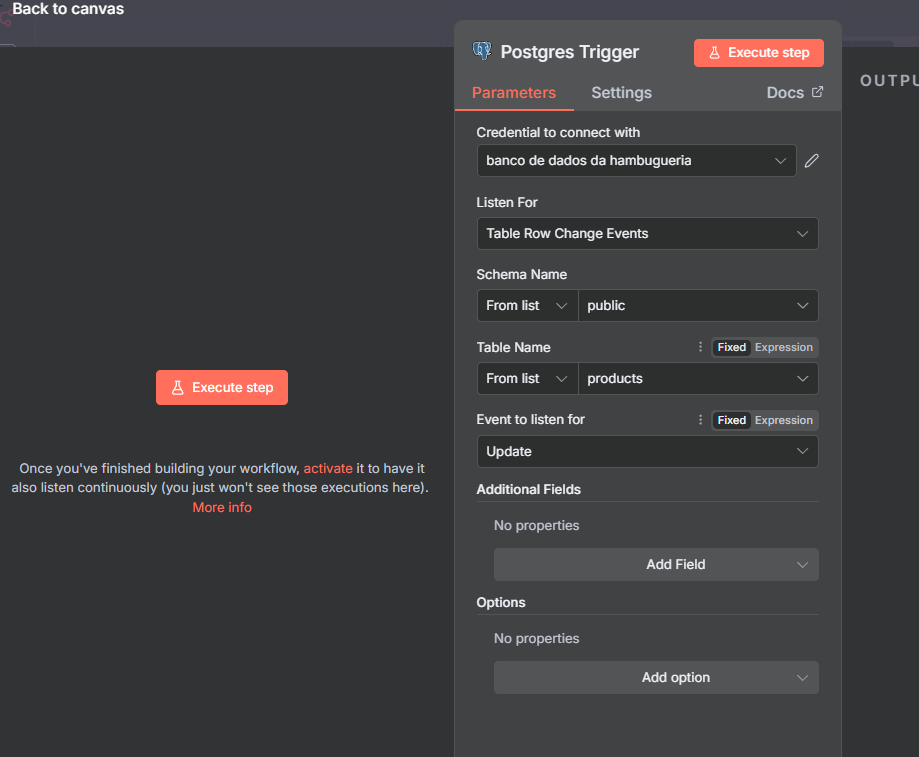 Back to canvas
Postgres Trigger
Execute step
OUTPU
Parameters
Settings
Docs
Credential to connect with
banco de dados da hambugueria
Listen For
Table Row Change Events
Schema Name
From list
public
Table Name
Fixed
Expression
From list
products
Event to listen for
Fixed
Expression
Update
Additional Fields
No properties
Add Field
Options
No properties
Add option
Execute step
Once you've finished building your workflow, activate it to have it
also listen continuously (you just won't see those executions here).
More info